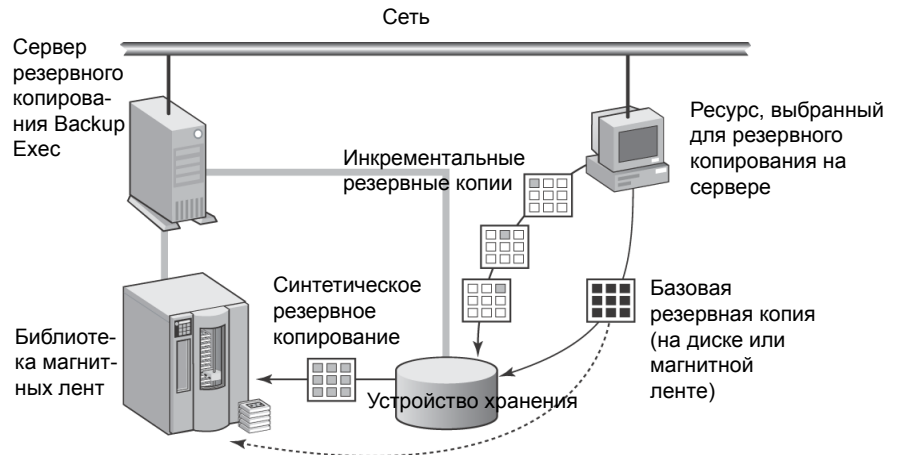 Сеть
Сервер
резервного
копирова-
ния Backup
Exec
Ресурс, выбранный
для резервного
копирования на
сервере
Инкрементальные
резервные копии
Синтетическое
резервное
копирование
Базовая
резервная копия
(на диске или
магнитной
ленте)
Библиоте-
ка магнит-
ных лент
Устройство хранения